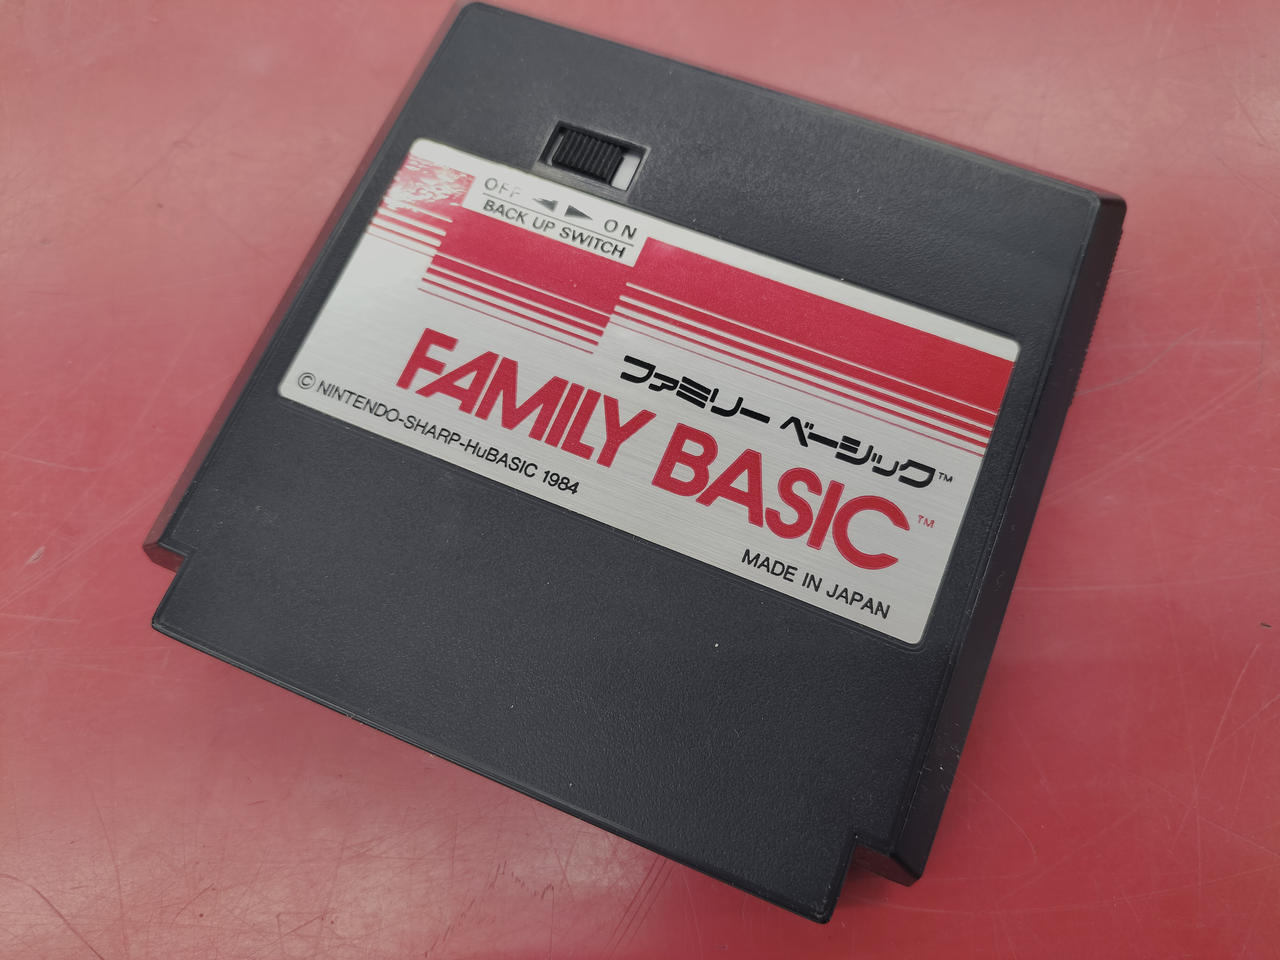 OFF ◀ ▶ ON
BACK UP SWITCH
ファミリー ベーシック™
FAMILY BASIC™
© NINTENDO-SHARP-HuBASIC 1984
MADE IN JAPAN